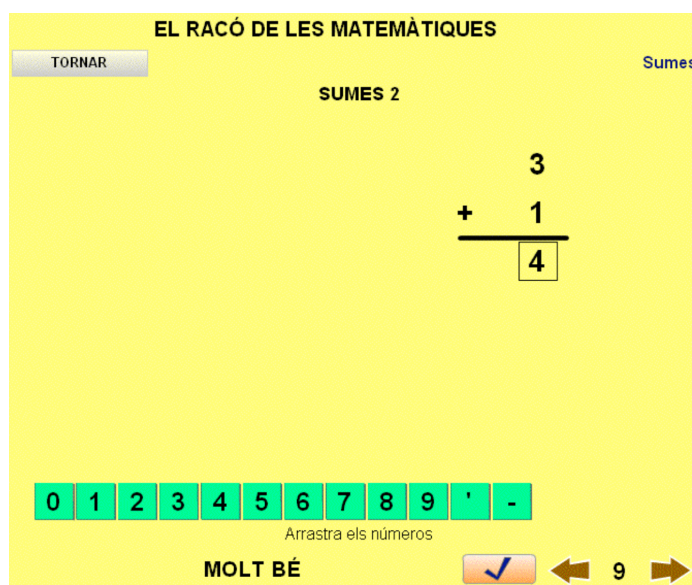 EL RACÓ DE LES MATEMÀTIQUES
TORNAR
Sumes
SUMES 2
3
+ 1
4
0 1 2 3 4 5 6 7 8 9 ' -
Arrastra els números
MOLT BÉ
9